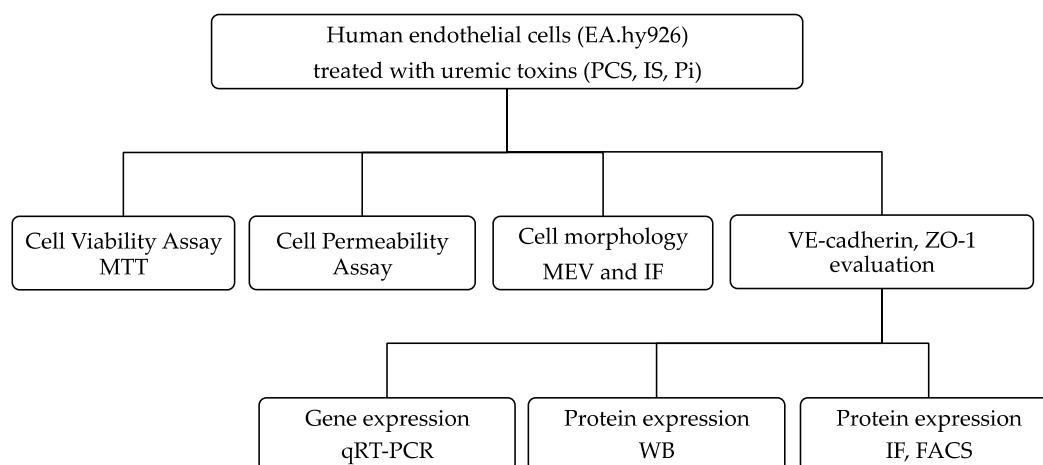 Human endothelial cells (EA.hy926)
treated with uremic toxins (PCS, IS, Pi)
Cell Viability Assay
MTT
Cell Permeability
Assay
Cell morphology
MEV and IF
VE-cadherin, ZO-1
evaluation
Gene expression
qRT-PCR
Protein expression
WB
Protein expression
IF, FACS